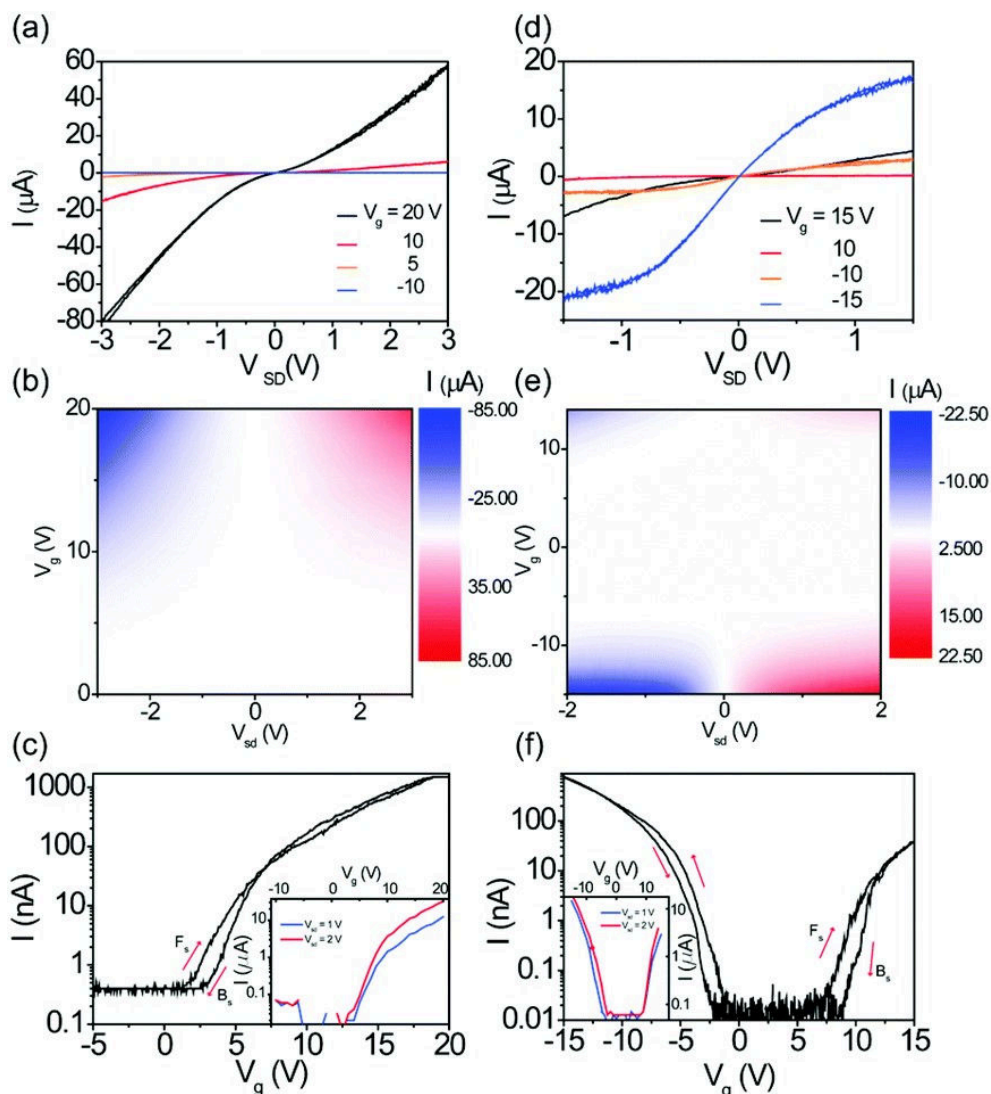 (a)
60
40
20
0
-20
-40
-60
-80
I (μA)
V_g = 20 V
10
5
-10
-3 -2 -1 0 1 2 3
V_SD(V)
(d)
20
10
0
-10
-20
I (μA)
V_g = 15 V
10
-10
-15
-1 0 1
V_SD(V)
(b)
20
10
0
V_g (V)
-2 0 2
V_sd (V)
I (μA)
-85.00
-25.00
35.00
85.00
(e)
10
0
-10
V_g (V)
-2 -1 0 1 2
V_sd (V)
I (μA)
-22.50
-10.00
2.500
15.00
22.50
(c)
1000
100
10
1
0.1
I (nA)
F_s
B_s
V_g (V)
-10 0 10 20
V_sd = 1 V
V_sd = 2 V
I (μA)
10
1
0.1
-5 0 5 10 15 20
V_g (V)
(f)
100
10
1
0.1
0.01
I (nA)
V_g (V)
-10 0 10
V_sd = 1 V
V_sd = 2 V
I (μA)
10
1
0.1
F_s
B_s
-15 -10 -5 0 5 10 15
V_g (V)